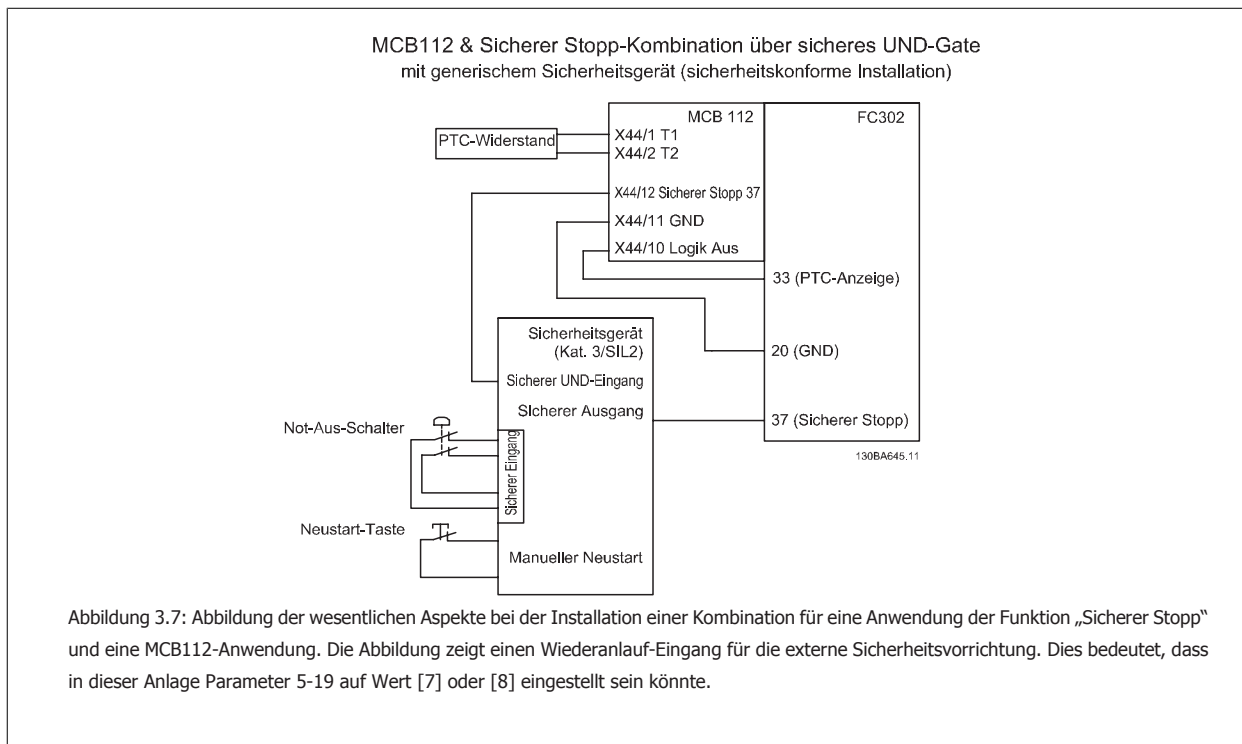 MCB112 & Sicherer Stopp-Kombination über sicheres UND-Gate
mit generischem Sicherheitsgerät (sicherheitskonforme Installation)
MCB 112
FC302
PTC-Widerstand
X44/1 T1
X44/2 T2
X44/12 Sicherer Stopp 37
X44/11 GND
X44/10 Logik Aus
33 (PTC-Anzeige)
Sicherheitsgerät
(Kat. 3/SIL2)
20 (GND)
Sicherer UND-Eingang
SIcherer Ausgang
37 (Sicherer Stopp)
Not-Aus-Schalter
Sicherer Eingang
130BA645.11
Neustart-Taste
Manueller Neustart
Abbildung 3.7: Abbildung der wesentlichen Aspekte bei der Installation einer Kombination für eine Anwendung der Funktion „Sicherer Stopp“
und eine MCB112-Anwendung. Die Abbildung zeigt einen Wiederanlauf-Eingang für die externe Sicherheitsvorrichtung. Dies bedeutet, dass
in dieser Anlage Parameter 5-19 auf Wert [7] oder [8] eingestellt sein könnte.